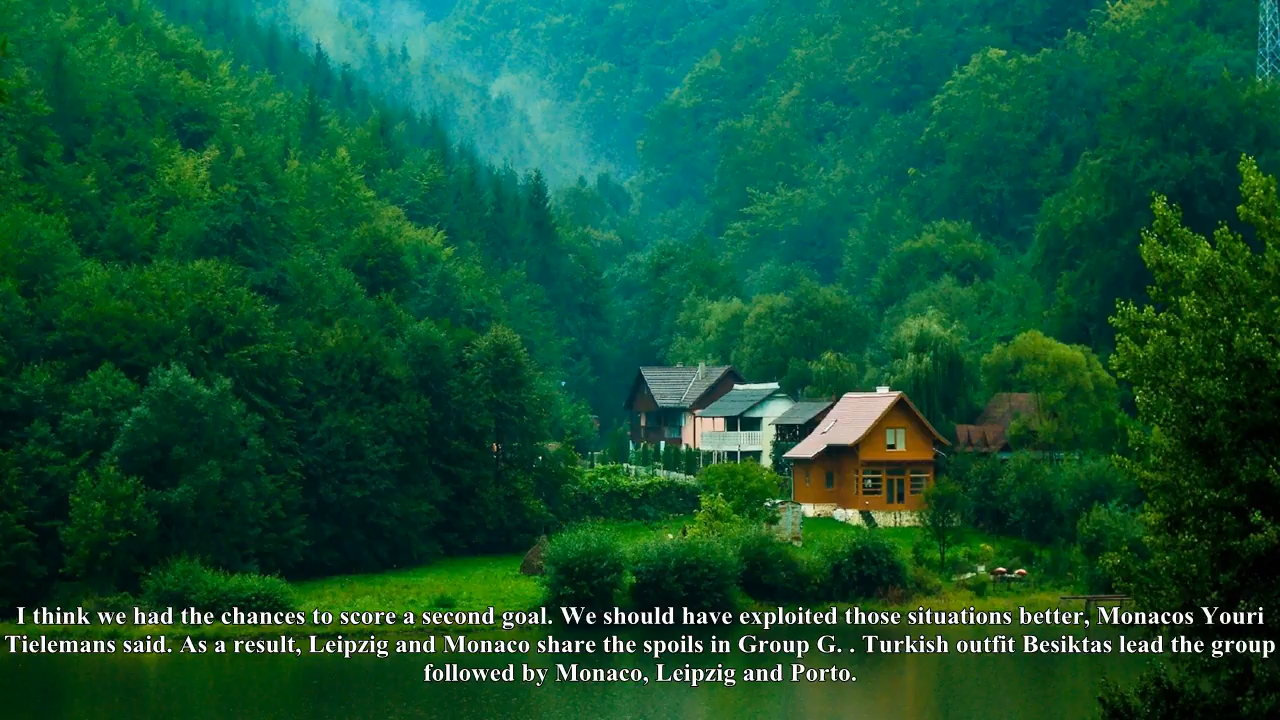 I think we had the chances to score a second goal. We should have exploited those situations better, Monacos Youri
Tielemans said. As a result, Leipzig and Monaco share the spoils in Group G. . Turkish outfit Besiktas lead the group
followed by Monaco, Leipzig and Porto.